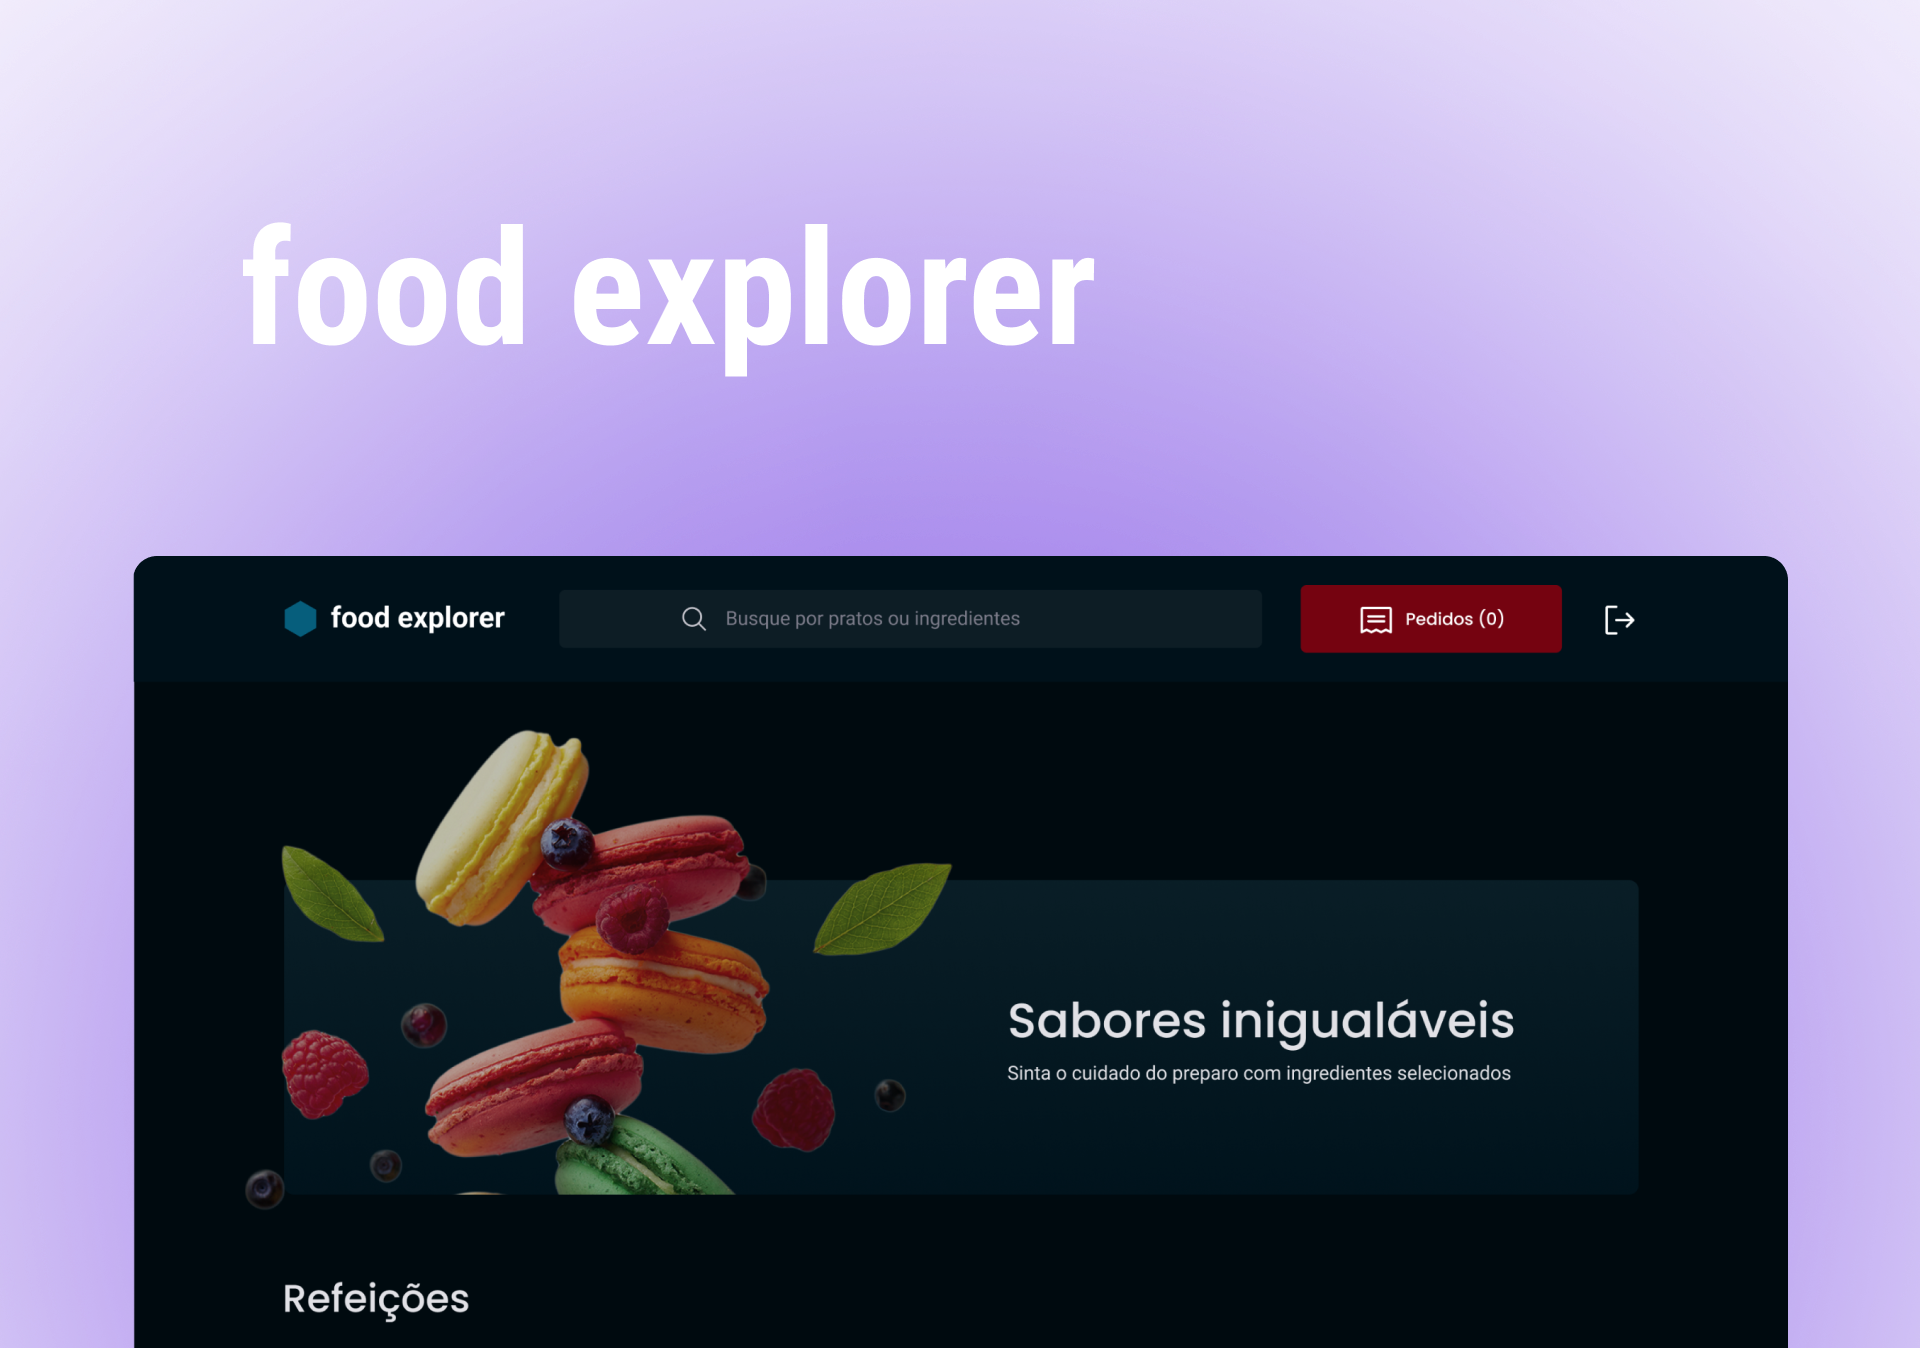 food explorer
food explorer
Busque por pratos ou ingredientes
Pedidos (0)
Sabores inigualáveis
Sinta o cuidado do preparo com ingredientes selecionados
Refeições